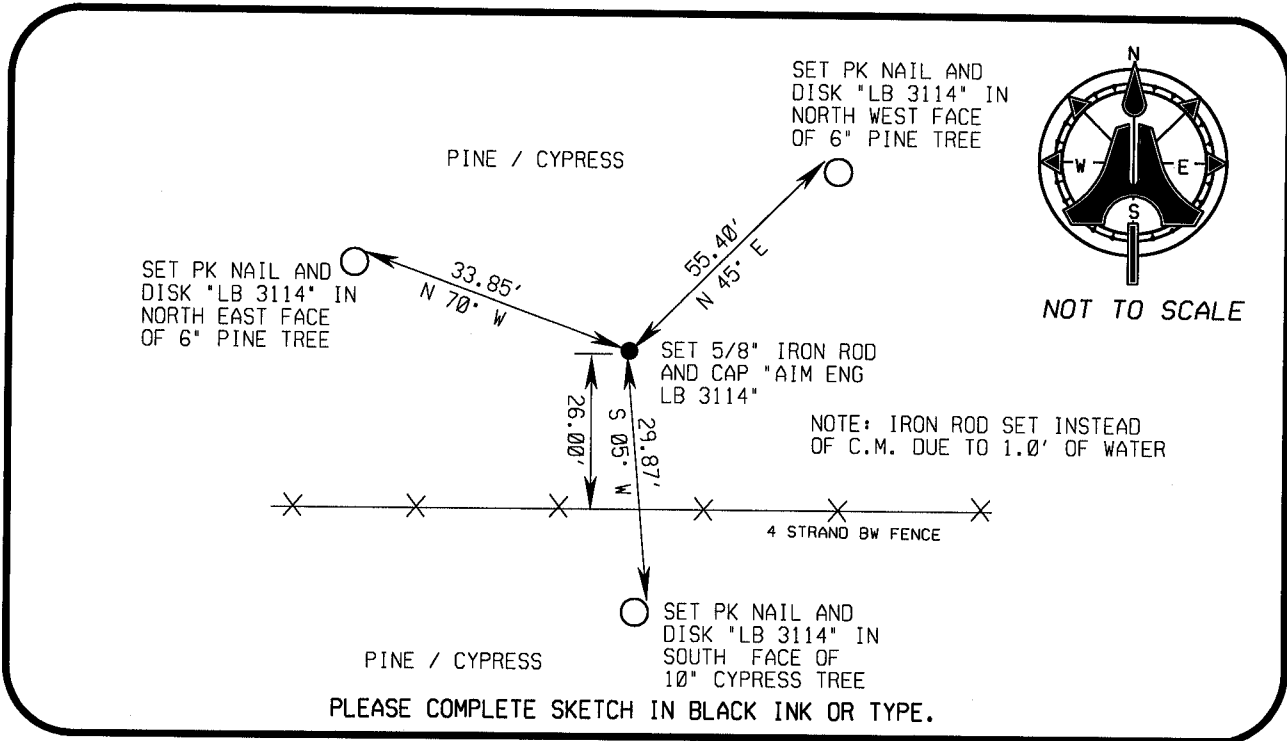 SET PK NAIL AND
DISK "LB 3114" IN
NORTH WEST FACE
OF 6" PINE TREE
N
W
E
S
NOT TO SCALE
PINE / CYPRESS
SET PK NAIL AND
DISK "LB 3114" IN
NORTH EAST FACE
OF 6" PINE TREE
33.85'
N 70° W
55.40'
N 45° E
SET 5/8" IRON ROD
AND CAP "AIM ENG
LB 3114"
26.00'
29.87'
S 05° W
NOTE: IRON ROD SET INSTEAD
OF C.M. DUE TO 1.0' OF WATER
4 STRAND BW FENCE
SET PK NAIL AND
DISK "LB 3114" IN
SOUTH FACE OF
10" CYPRESS TREE
PINE / CYPRESS
PLEASE COMPLETE SKETCH IN BLACK INK OR TYPE.